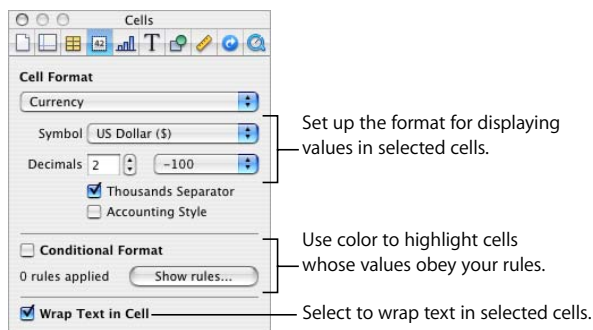 Cells
42
T
Cell Format
Currency
Symbol US Dollar ($)
Decimals 2 -100
Thousands Separator
Accounting Style
Set up the format for displaying
values in selected cells.
Conditional Format
0 rules applied Show rules...
Use color to highlight cells
whose values obey your rules.
Wrap Text in Cell
Select to wrap text in selected cells.